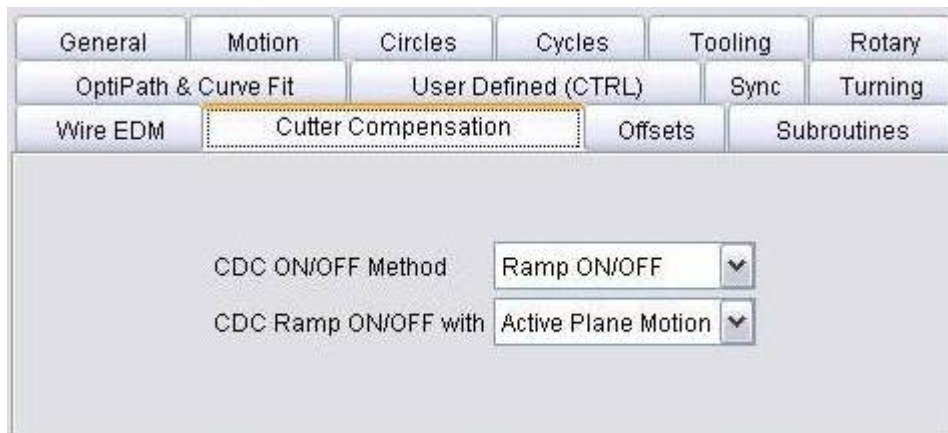 General Motion Circles Cycles Tooling Rotary
OptiPath & Curve Fit User Defined (CTRL) Sync Turning
Wire EDM Cutter Compensation Offsets Subroutines
CDC ON/OFF Method Ramp ON/OFF
CDC Ramp ON/OFF with Active Plane Motion